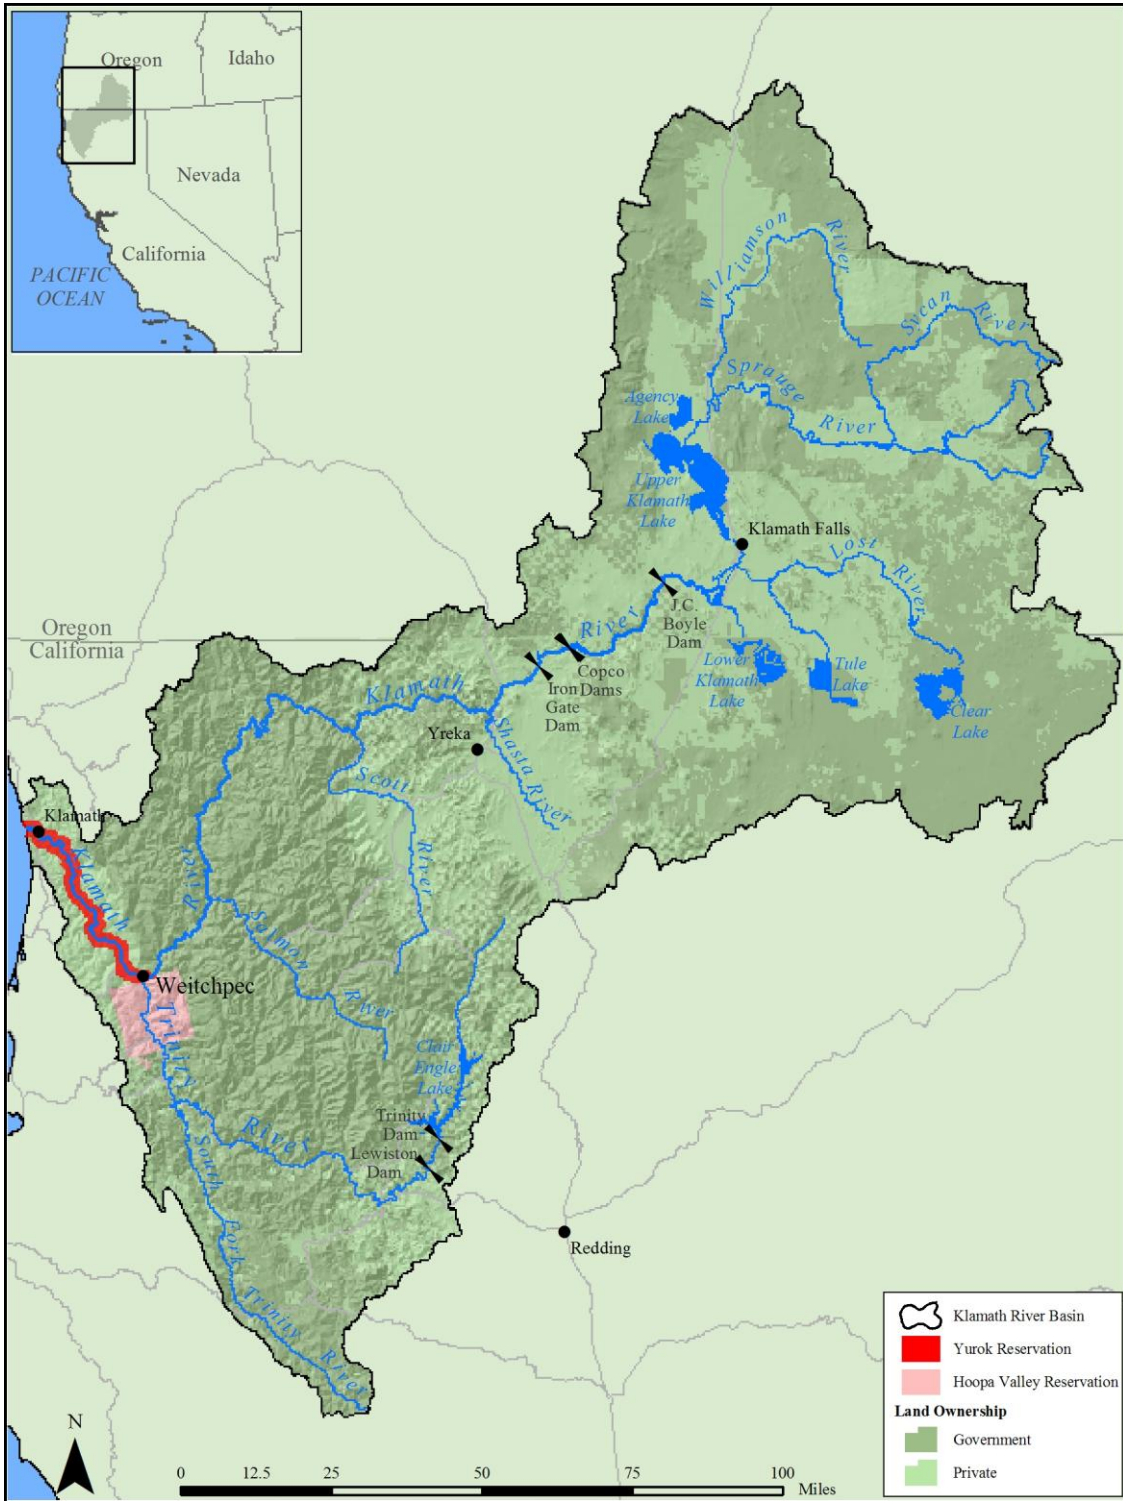 Oregon
Idaho
Nevada
California
PACIFIC
OCEAN
Williamson
River
Sycan
River
Sprauge
River
Agency
Lake
Upper
Klamath
Lake
Klamath Falls
Lost
River
J.C.
Boyle
Dam
River
Copco
Dams
Iron
Gate
Dam
Lower
Klamath
Lake
Tule
Lake
Clear
Lake
Oregon
California
Klamath
Yreka
Shasta River
Scott
River
Klamath
Klamath
River
Salmon
River
Weitchpec
Trinity
Clair
Engle
Lake
Trinity
Dam
Lewiston
Dam
River
South
Fork
Trinity
River
Redding
Klamath River Basin
Yurok Reservation
Hoopa Valley Reservation
Land Ownership
Government
Private
N
0 12.5 25 50 75 100
Miles